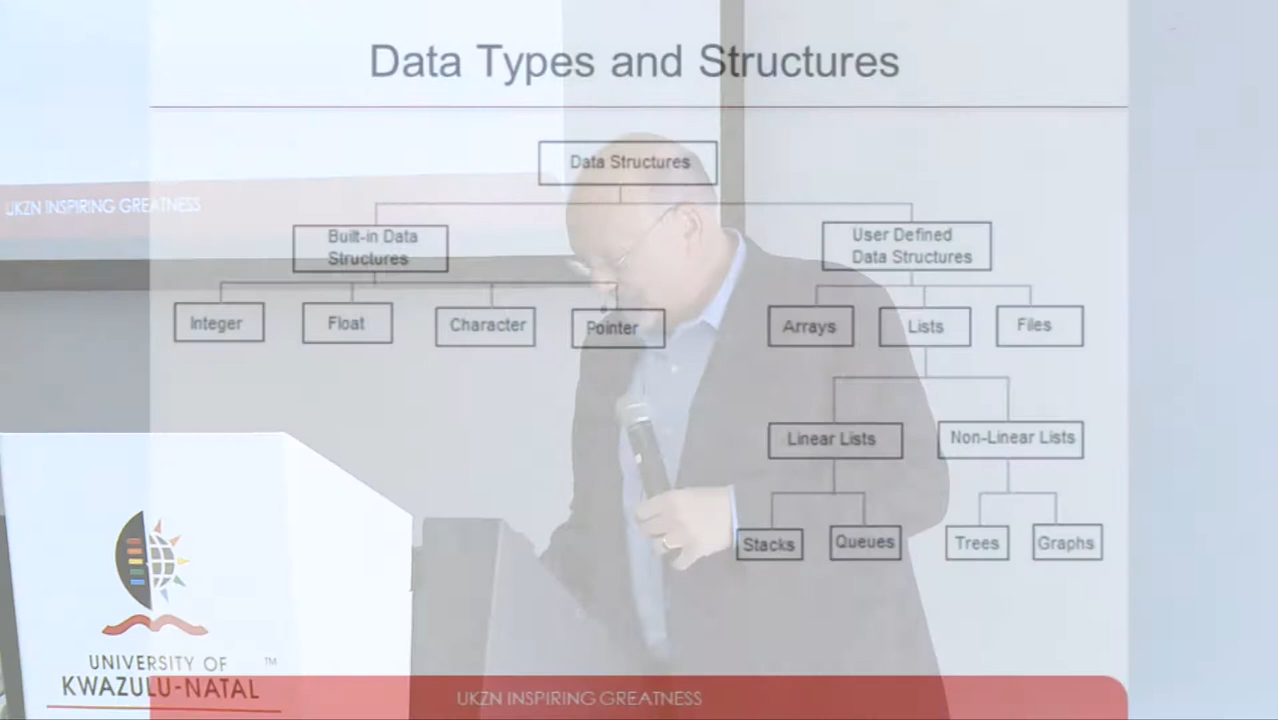 Data Types and Structures
Data Structures
UKZN INSPIRING GREATNESS
Built-in Data
Structures
User Defined
Data Structures
Integer
Float
Character
Pointer
Arrays
Lists
Files
Linear Lists
Non-Linear Lists
Stacks
Queues
Trees
Graphs
UNIVERSITY OF ™
KWAZULU-NATAL
UKZN INSPIRING GREATNESS